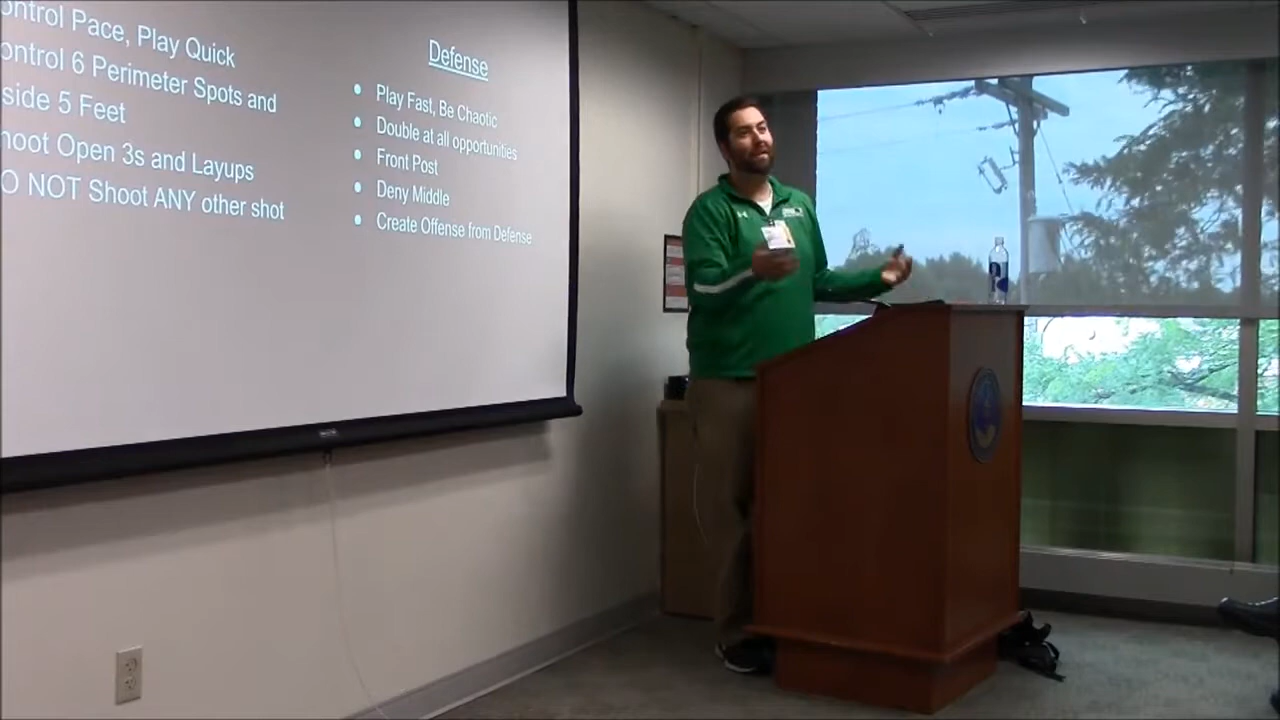 ontrol Pace, Play Quick
ontrol 6 Perimeter Spots and
side 5 Feet
hoot Open 3s and Layups
O NOT Shoot ANY other shot
Defense
Play Fast, Be Chaotic
Double at all opportunities
Front Post
Deny Middle
Create Offense from Defense